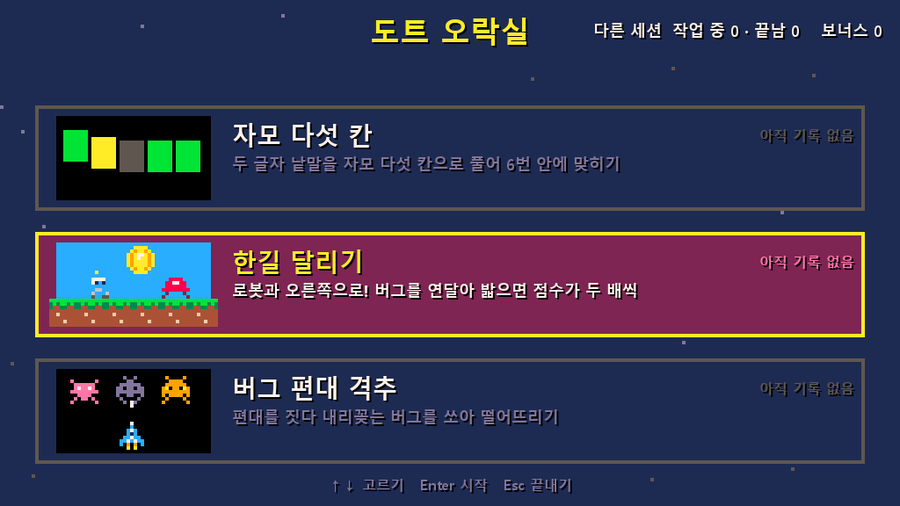 도트 오락실
다른 세션 작업 중 0 · 끝남 0 보너스 0
자모 다섯 칸
아직 기록 없음
두 글자 낱말을 자모 다섯 칸으로 풀어 6번 안에 맞히기
한길 달리기
아직 기록 없음
로봇과 오른쪽으로! 버그를 연달아 밟으면 점수가 두 배씩
버그 편대 격추
아직 기록 없음
편대를 짓다 내리꽂는 버그를 쏘아 떨어뜨리기
↑ ↓ 고르기 Enter 시작 Esc 끝내기